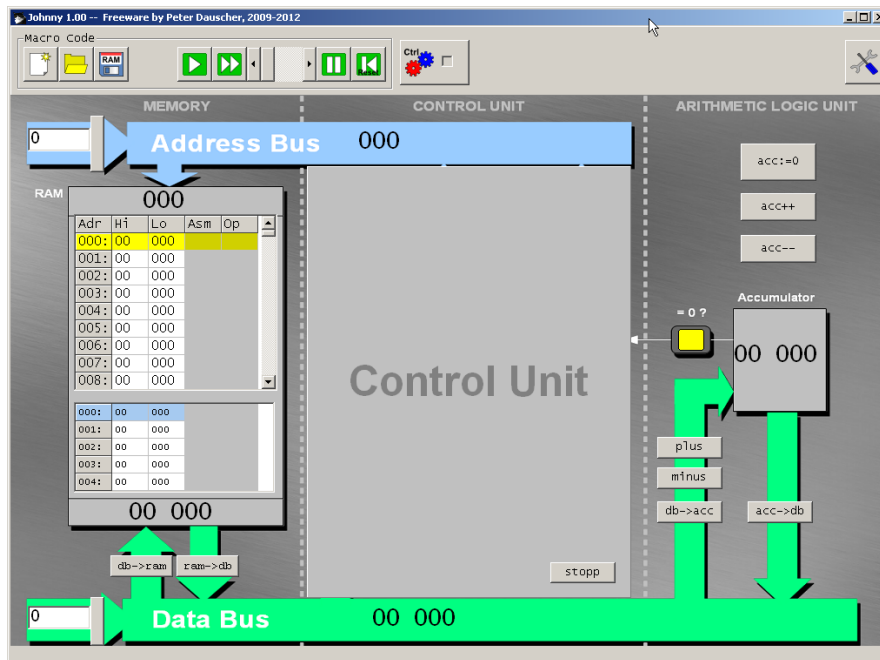 Johnny 1.00 -- Freeware by Peter Dauscher, 2009-2012
Macro Code
RAM
Reset
Ctrl
MEMORY
CONTROL UNIT
ARITHMETIC LOGIC UNIT
0
Address Bus 000
acc:=0
acc++
acc--
RAM
000
Adr Hi Lo Asm Op
000: 00 000
001: 00 000
002: 00 000
003: 00 000
004: 00 000
005: 00 000
006: 00 000
007: 00 000
008: 00 000
000: 00 000
001: 00 000
002: 00 000
003: 00 000
004: 00 000
00 000
db->ram
ram->db
Control Unit
stopp
= 0 ?
Accumulator
00 000
plus
minus
db->acc
acc->db
0
Data Bus 00 000